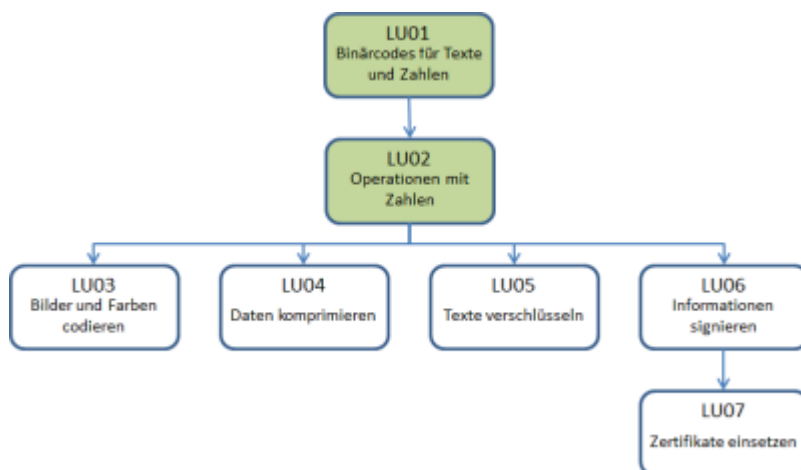 LU01
Binärcodes für Texte
und Zahlen
LU02
Operationen mit
Zahlen
LU03
Bilder und Farben
codieren
LU04
Daten komprimieren
LU05
Texte verschlüsseln
LU06
Informationen
signieren
LU07
Zertifikate einsetzen